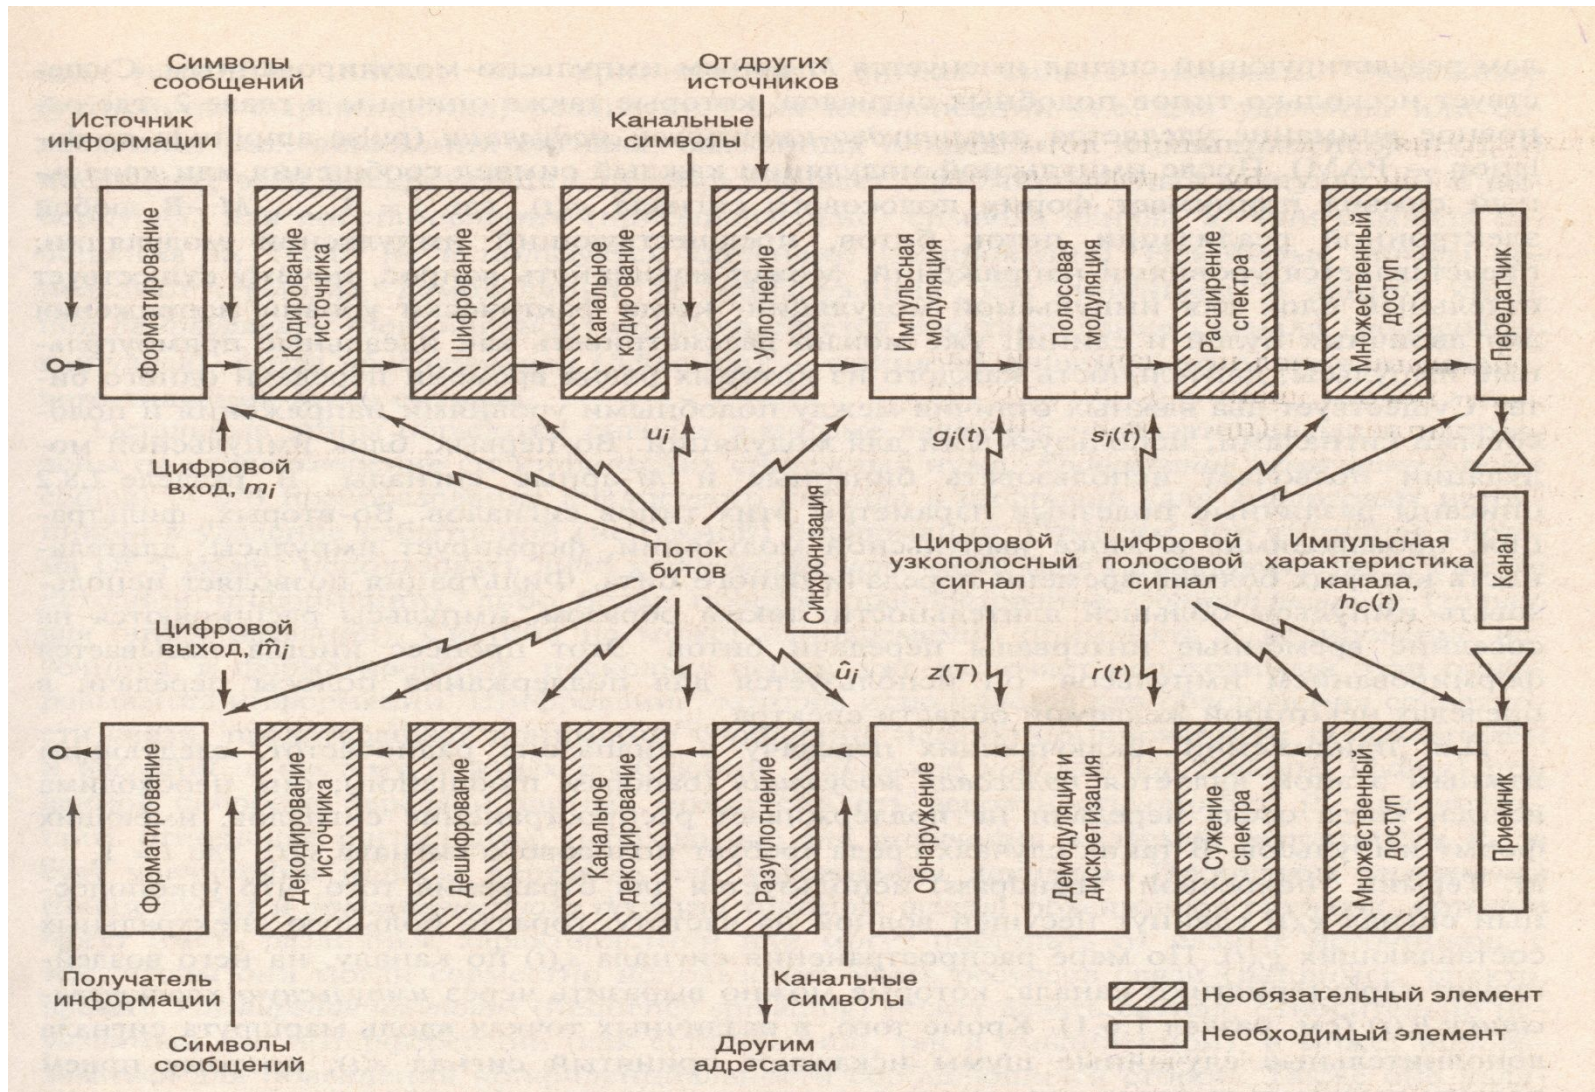 Символы
сообщений
От других
источников
Источник
информации
Канальные
символы
Форматирование
Кодирование
источника
Шифрование
Канальное
кодирование
Уплотнение
Импульсная
модуляция
Полосовая
модуляция
Расширение
спектра
Множественный
доступ
Передатчик
Цифровой
вход, mᵢ
uᵢ
gᵢ(t)
sᵢ(t)
Поток
битов
Синхронизация
Цифровой
узкополосный
сигнал
Цифровой
полосовой
сигнал
Импульсная
характеристика
канала,
h_c(t)
Канал
Цифровой
выход, m̂ᵢ
ûᵢ
z(T)
r(t)
Форматирование
Декодирование
источника
Дешифрование
Канальное
декодирование
Разуплотнение
Обнаружение
Демодуляция и
дискретизация
Сужение
спектра
Множественный
доступ
Приемник
Получатель
информации
Символы
сообщений
Канальные
символы
Другим
адресатам
Необязательный элемент
Необходимый элемент